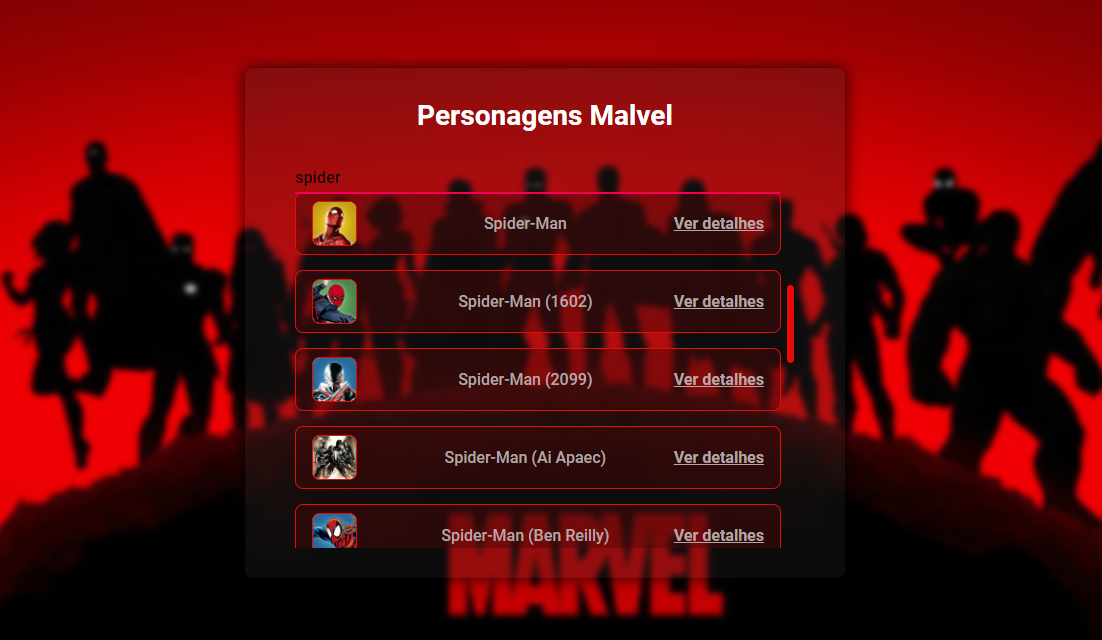 Personagens Malvel
spider
Spider-Man Ver detalhes
Spider-Man (1602) Ver detalhes
Spider-Man (2099) Ver detalhes
Spider-Man (Ai Apaec) Ver detalhes
Spider-Man (Ben Reilly) Ver detalhes
MARVEL